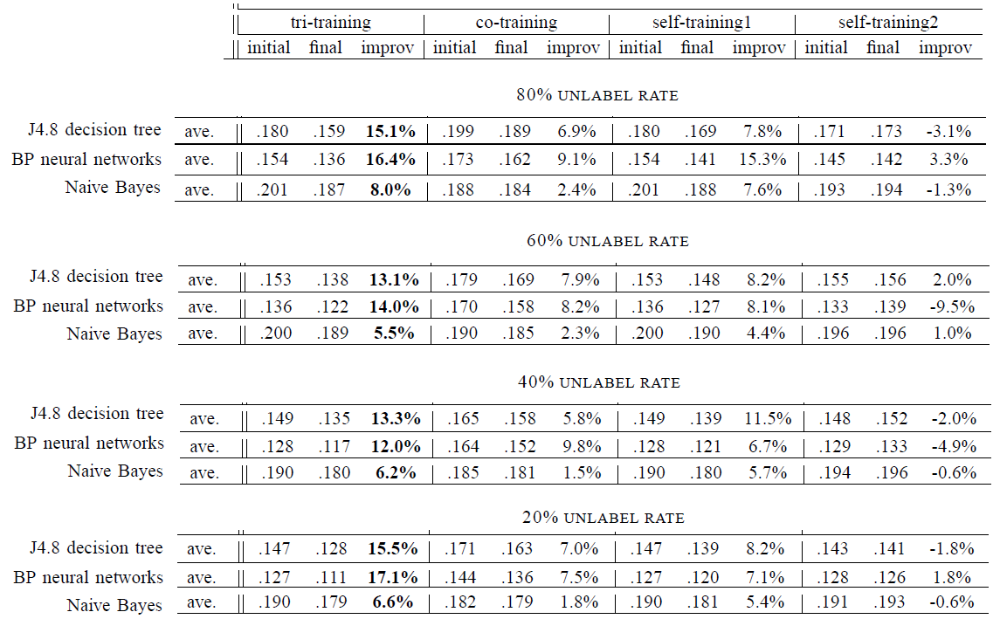 tri-training co-training self-training1 self-training2
initial final improv initial final improv initial final improv initial final improv
80% UNLABEL RATE
J4.8 decision tree ave. .180 .159 15.1% .199 .189 6.9% .180 .169 7.8% .171 .173 -3.1%
BP neural networks ave. .154 .136 16.4% .173 .162 9.1% .154 .141 15.3% .145 .142 3.3%
Naive Bayes ave. .201 .187 8.0% .188 .184 2.4% .201 .188 7.6% .193 .194 -1.3%
60% UNLABEL RATE
J4.8 decision tree ave. .153 .138 13.1% .179 .169 7.9% .153 .148 8.2% .155 .156 2.0%
BP neural networks ave. .136 .122 14.0% .170 .158 8.2% .136 .127 8.1% .133 .139 -9.5%
Naive Bayes ave. .200 .189 5.5% .190 .185 2.3% .200 .190 4.4% .196 .196 1.0%
40% UNLABEL RATE
J4.8 decision tree ave. .149 .135 13.3% .165 .158 5.8% .149 .139 11.5% .148 .152 -2.0%
BP neural networks ave. .128 .117 12.0% .164 .152 9.8% .128 .121 6.7% .129 .133 -4.9%
Naive Bayes ave. .190 .180 6.2% .185 .181 1.5% .190 .180 5.7% .194 .196 -0.6%
20% UNLABEL RATE
J4.8 decision tree ave. .147 .128 15.5% .171 .163 7.0% .147 .139 8.2% .143 .141 -1.8%
BP neural networks ave. .127 .111 17.1% .144 .136 7.5% .127 .120 7.1% .128 .126 1.8%
Naive Bayes ave. .190 .179 6.6% .182 .179 1.8% .190 .181 5.4% .191 .193 -0.6%